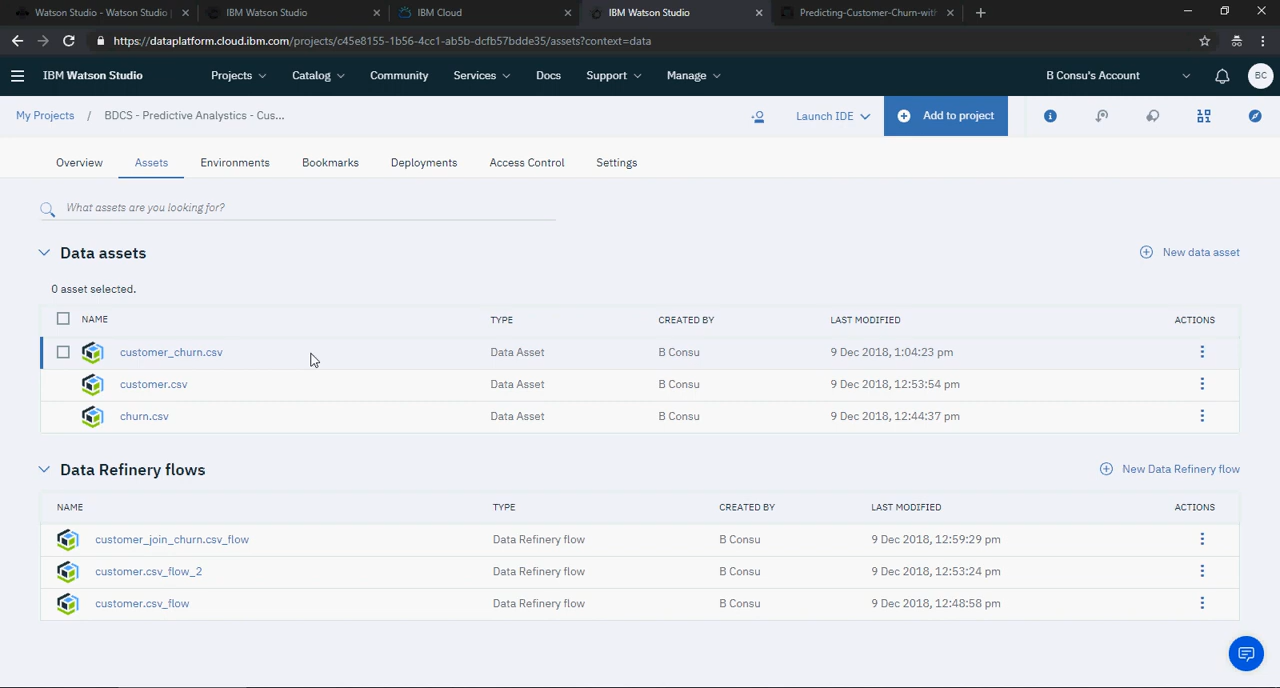 Watson Studio - Watson Studio
IBM Watson Studio
IBM Cloud
IBM Watson Studio
Predicting-Customer-Churn-with
https://dataplatform.cloud.ibm.com/projects/c45e8155-1b56-4cc1-ab5b-dcfb57bdde35/assets?context=data
IBM Watson Studio
Projects
Catalog
Community
Services
Docs
Support
Manage
B Consu's Account
BC
My Projects / BDCS - Predictive Analystics - Cus...
Launch IDE
Add to project
Overview
Assets
Environments
Bookmarks
Deployments
Access Control
Settings
What assets are you looking for?
Data assets
New data asset
0 asset selected.
NAME TYPE CREATED BY LAST MODIFIED ACTIONS
customer_churn.csv Data Asset B Consu 9 Dec 2018, 1:04:23 pm
customer.csv Data Asset B Consu 9 Dec 2018, 12:53:54 pm
churn.csv Data Asset B Consu 9 Dec 2018, 12:44:37 pm
Data Refinery flows
New Data Refinery flow
NAME TYPE CREATED BY LAST MODIFIED ACTIONS
customer_join_churn.csv_flow Data Refinery flow B Consu 9 Dec 2018, 12:59:29 pm
customer.csv_flow_2 Data Refinery flow B Consu 9 Dec 2018, 12:53:24 pm
customer.csv_flow Data Refinery flow B Consu 9 Dec 2018, 12:48:58 pm